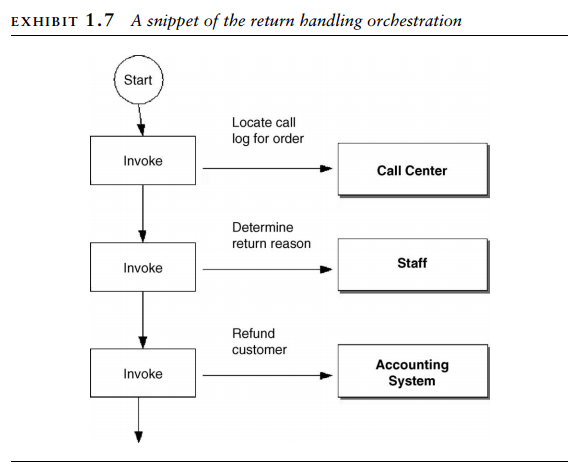 EXHIBIT 1.7 A snippet of the return handling orchestration
Start
Locate call
log for order
Invoke
Call Center
Determine
return reason
Invoke
Staff
Refund
customer
Invoke
Accounting
System